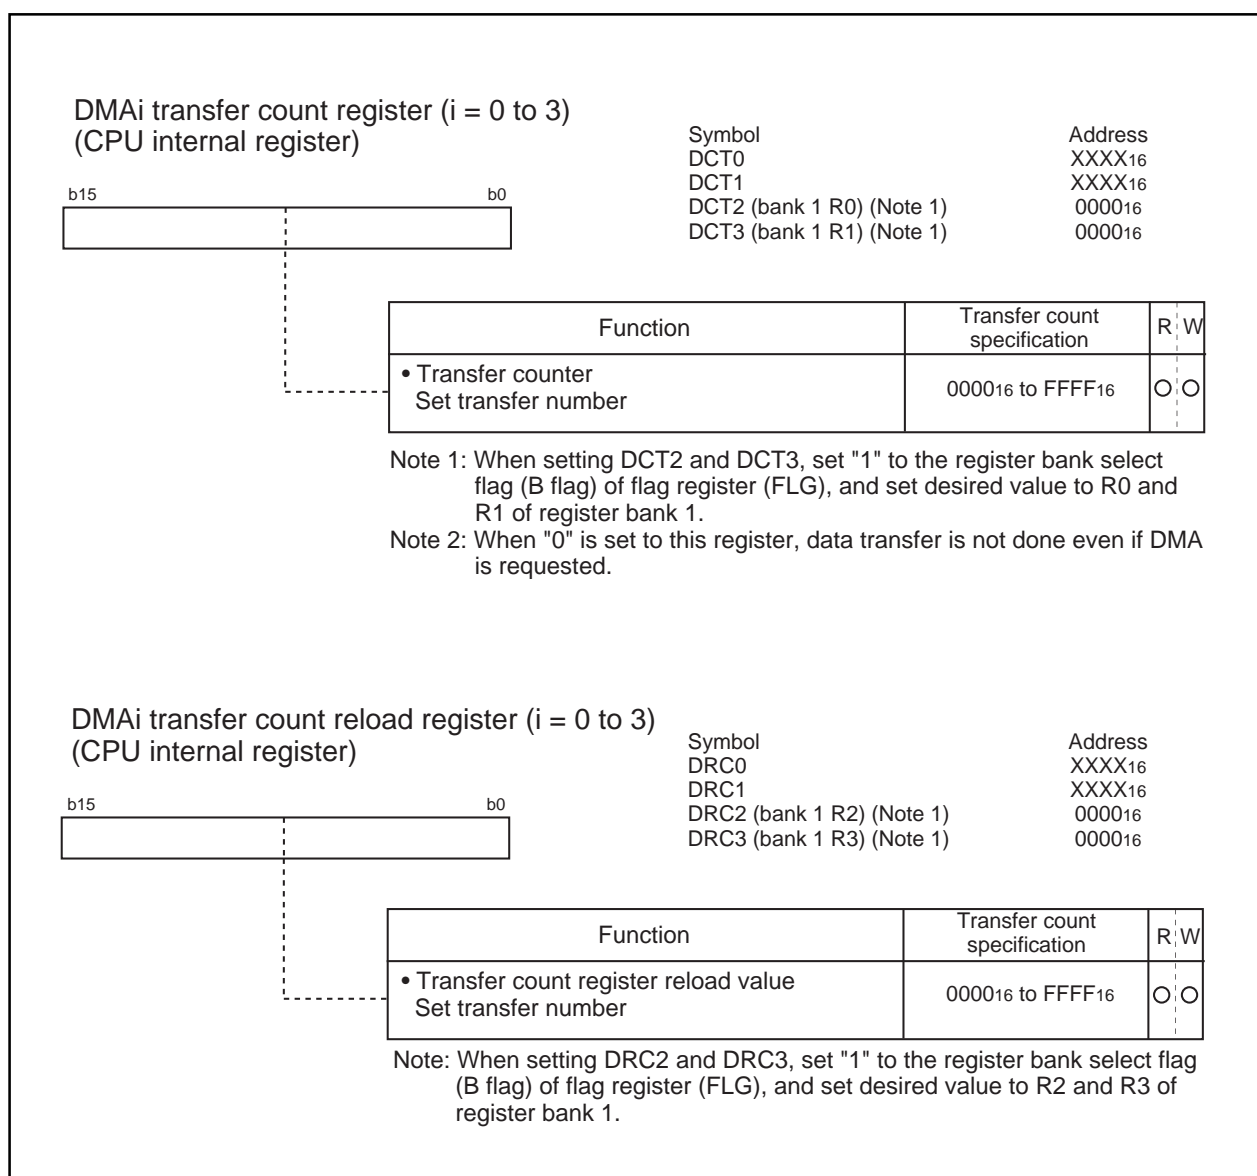 DMAi transfer count register (i = 0 to 3)
(CPU internal register)
Symbol Address
DCT0 XXXX16
DCT1 XXXX16
DCT2 (bank 1 R0) (Note 1) 000016
DCT3 (bank 1 R1) (Note 1) 000016
b15 b0
Function Transfer count specification R W
• Transfer counter
Set transfer number
000016 to FFFF16 O O
Note 1: When setting DCT2 and DCT3, set "1" to the register bank select
flag (B flag) of flag register (FLG), and set desired value to R0 and
R1 of register bank 1.
Note 2: When "0" is set to this register, data transfer is not done even if DMA
is requested.
DMAi transfer count reload register (i = 0 to 3)
(CPU internal register)
Symbol Address
DRC0 XXXX16
DRC1 XXXX16
DRC2 (bank 1 R2) (Note 1) 000016
DRC3 (bank 1 R3) (Note 1) 000016
b15 b0
Function Transfer count specification R W
• Transfer count register reload value
Set transfer number
000016 to FFFF16 O O
Note: When setting DRC2 and DRC3, set "1" to the register bank select flag
(B flag) of flag register (FLG), and set desired value to R2 and R3 of
register bank 1.